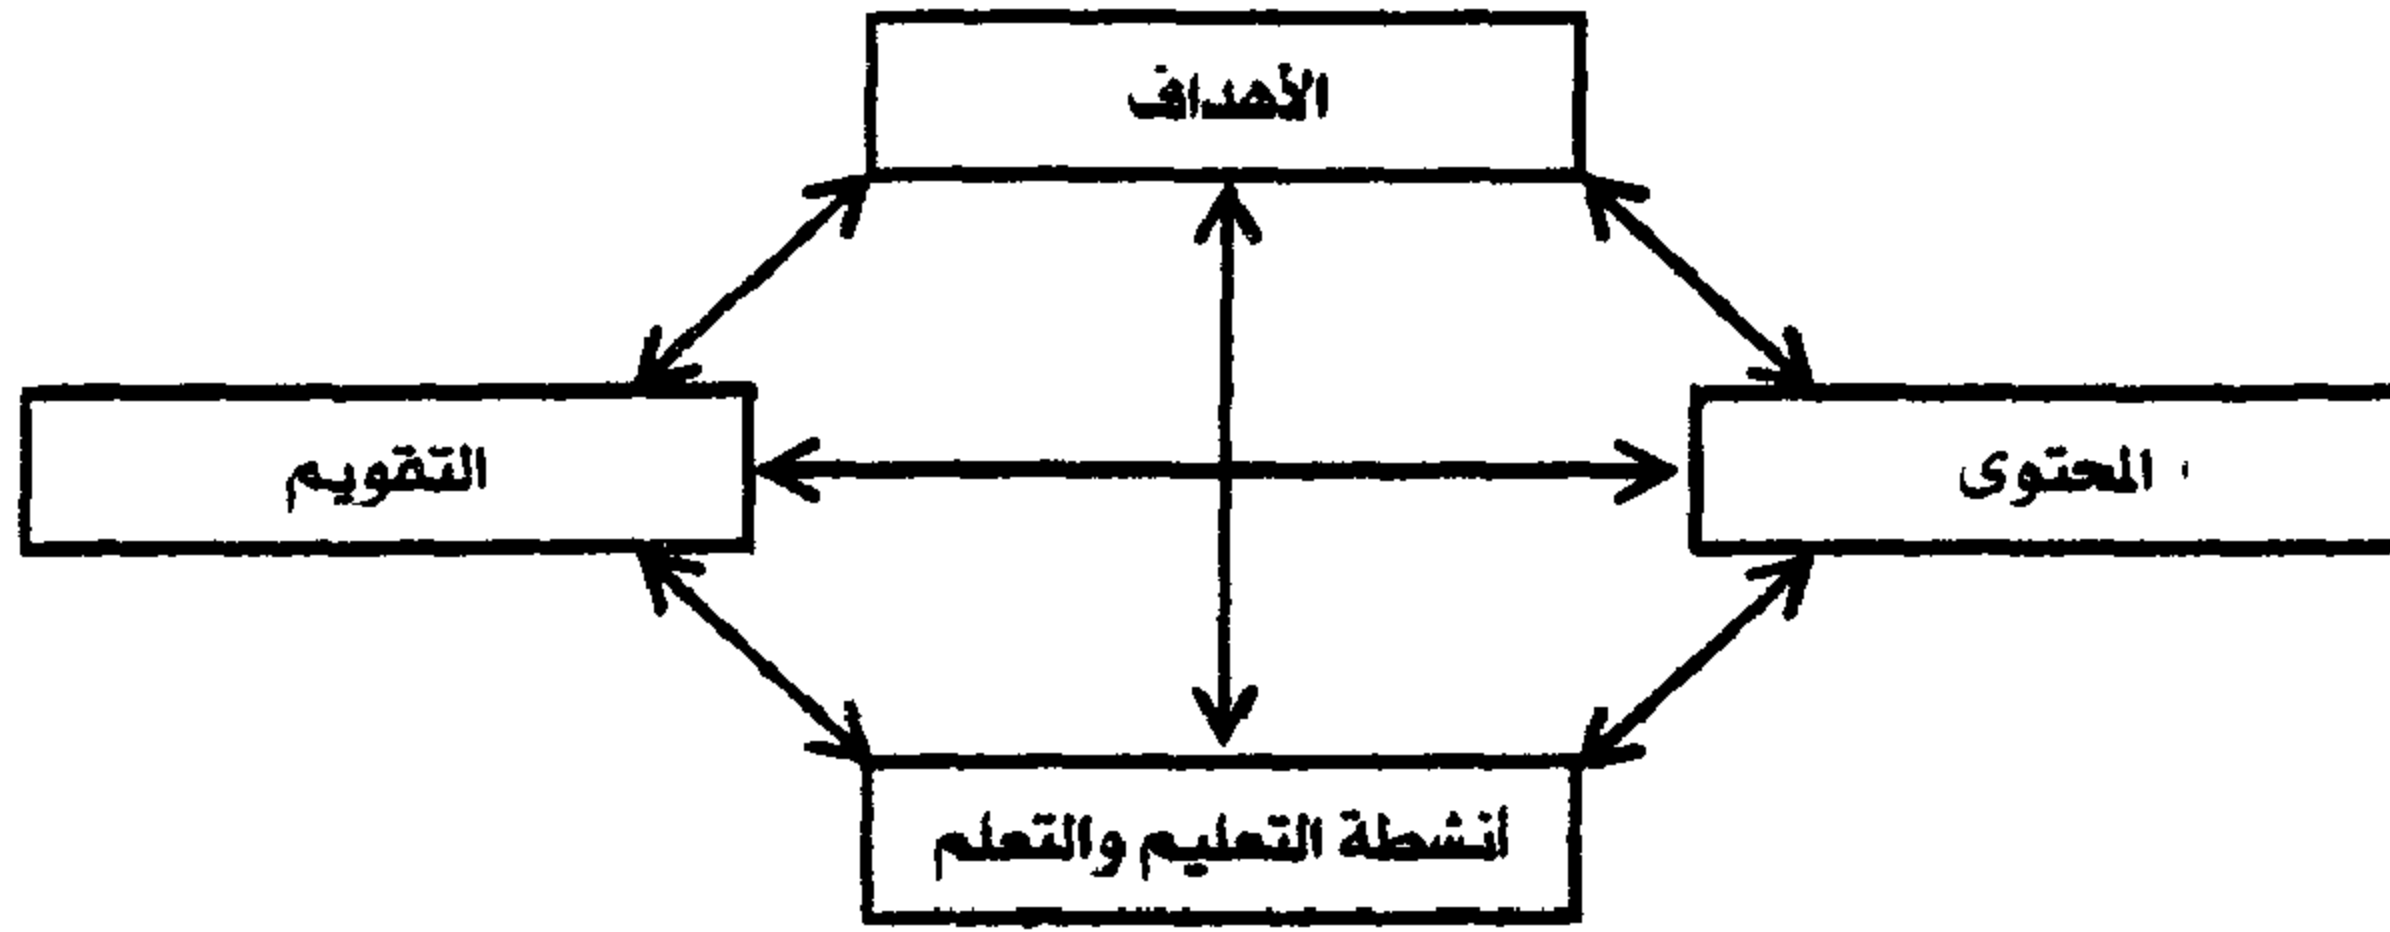 الأهداف
المحتوى
التقويم
أنشطة التعليم والتعلم